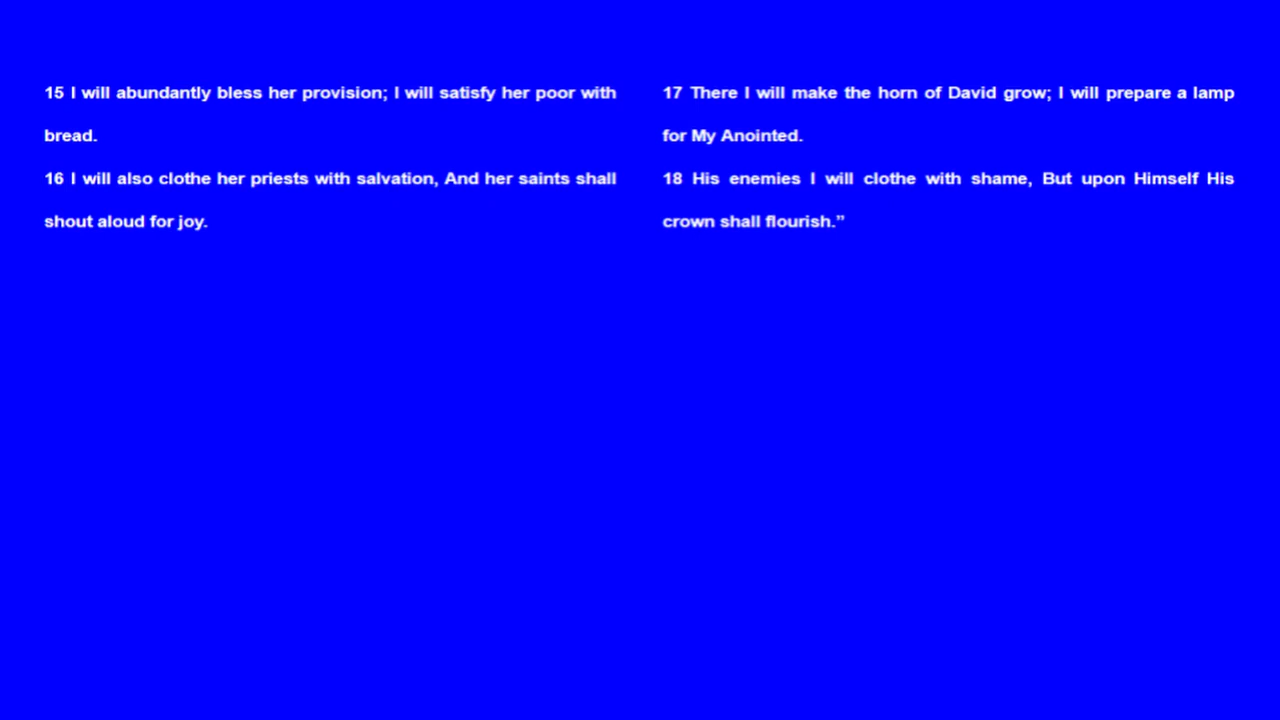 15 I will abundantly bless her provision; I will satisfy her poor with
bread.
16 I will also clothe her priests with salvation, And her saints shall
shout aloud for joy.
17 There I will make the horn of David grow; I will prepare a lamp
for My Anointed.
18 His enemies I will clothe with shame, But upon Himself His
crown shall flourish.”